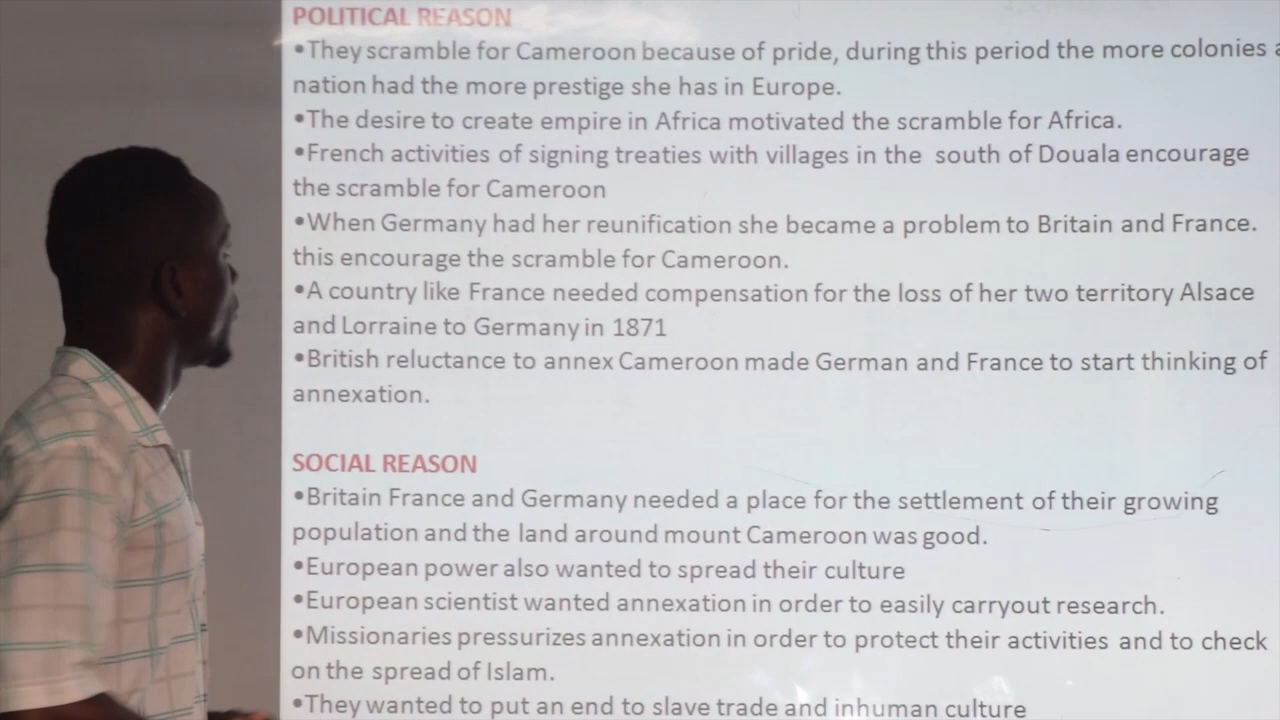 POLITICAL REASON
•They scramble for Cameroon because of pride, during this period the more colonies a
nation had the more prestige she has in Europe.
•The desire to create empire in Africa motivated the scramble for Africa.
•French activities of signing treaties with villages in the south of Douala encourage
the scramble for Cameroon
•When Germany had her reunification she became a problem to Britain and France.
this encourage the scramble for Cameroon.
•A country like France needed compensation for the loss of her two territory Alsace
and Lorraine to Germany in 1871
•British reluctance to annex Cameroon made German and France to start thinking of
annexation.
SOCIAL REASON
•Britain France and Germany needed a place for the settlement of their growing
population and the land around mount Cameroon was good.
•European power also wanted to spread their culture
•European scientist wanted annexation in order to easily carryout research.
•Missionaries pressurizes annexation in order to protect their activities and to check
on the spread of Islam.
•They wanted to put an end to slave trade and inhuman culture